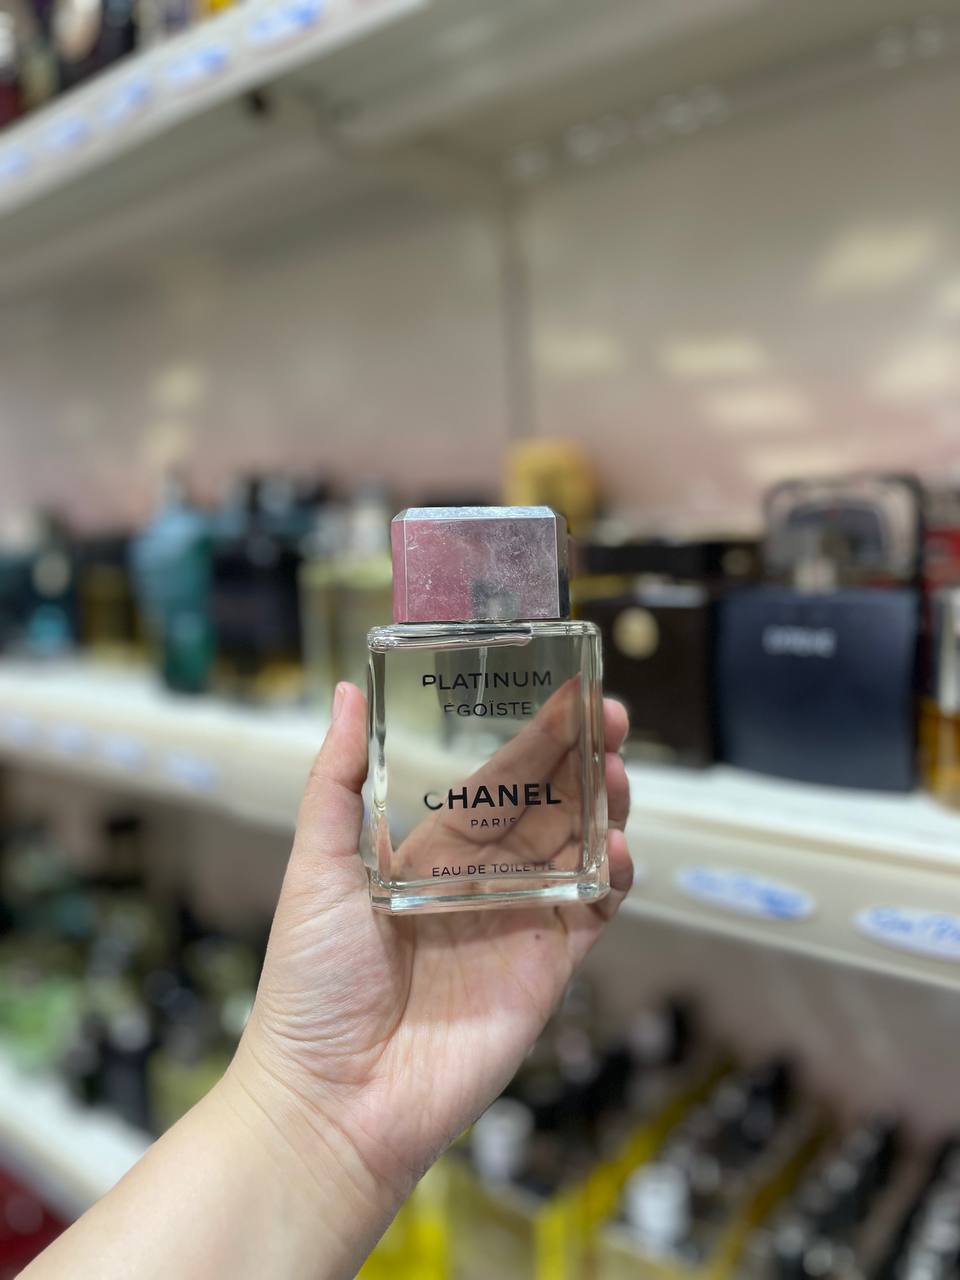 PLATINUM
ÉGOÏSTE
CHANEL
PARIS
EAU DE TOILETTE